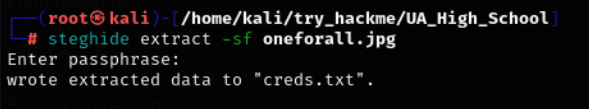 (root㉿kali)-[/home/kali/try_hackme/UA_High_School]
# steghide extract -sf oneforall.jpg
Enter passphrase:
wrote extracted data to "creds.txt".